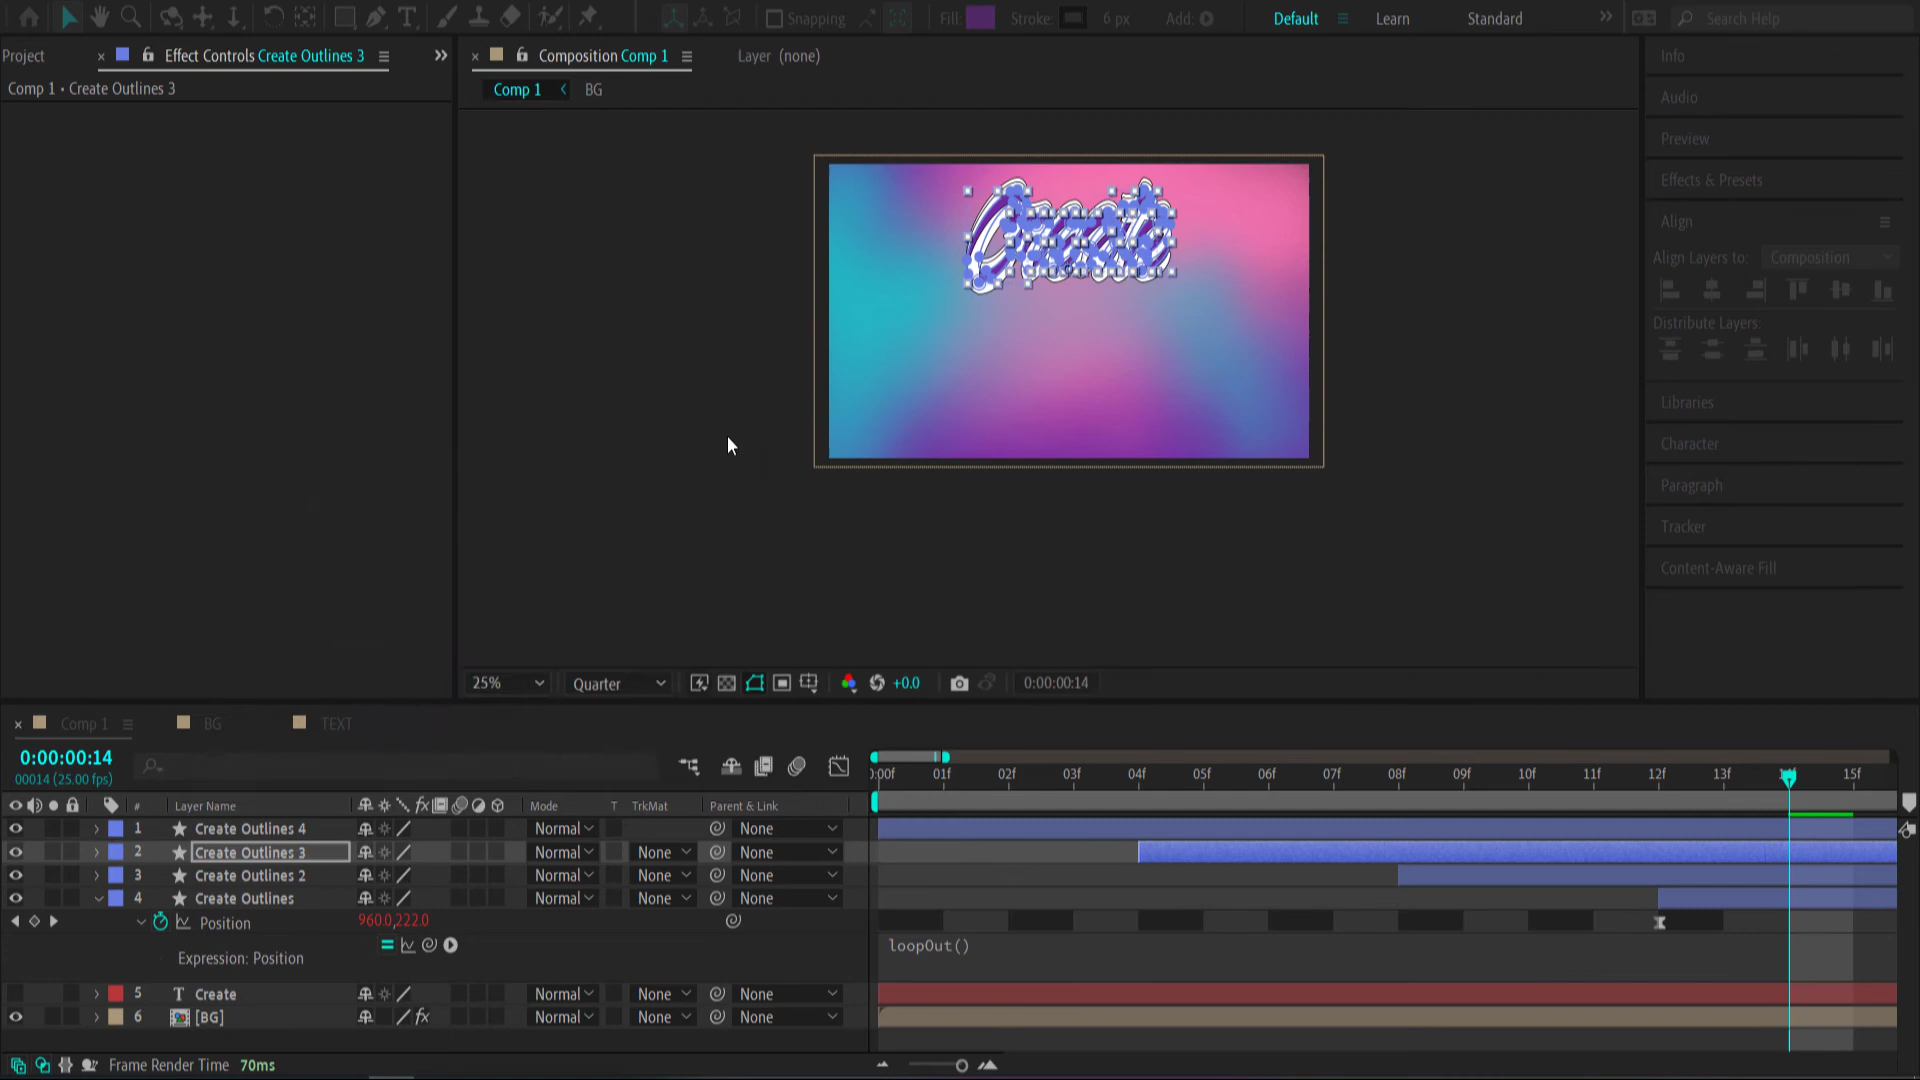 Snapping
Fill:
Stroke:
6 px
Add:
Default
Learn
Standard
Search Help
Project
Effect Controls Create Outlines 3
Composition Comp 1
Layer (none)
Info
Comp 1 • Create Outlines 3
Comp 1
BG
Audio
Preview
Effects & Presets
Align
Align Layers to:
Composition
Distribute Layers:
Libraries
Character
Paragraph
Tracker
Content-Aware Fill
Create
25%
Quarter
+0.0
0:00:00:14
Comp 1
BG
TEXT
0:00:00:14
00014 (25.00 fps)
:00f 01f 02f 03f 04f 05f 06f 07f 08f 09f 10f 11f 12f 13f 15f
# Layer Name fx Mode T TrkMat Parent & Link
1 Create Outlines 4 Normal None
2 Create Outlines 3 Normal None None
3 Create Outlines 2 Normal None None
4 Create Outlines Normal None None
Position 960.0,222.0
Expression: Position
loopOut()
5 T Create Normal None None
6 [BG] fx Normal None None
Frame Render Time 70ms